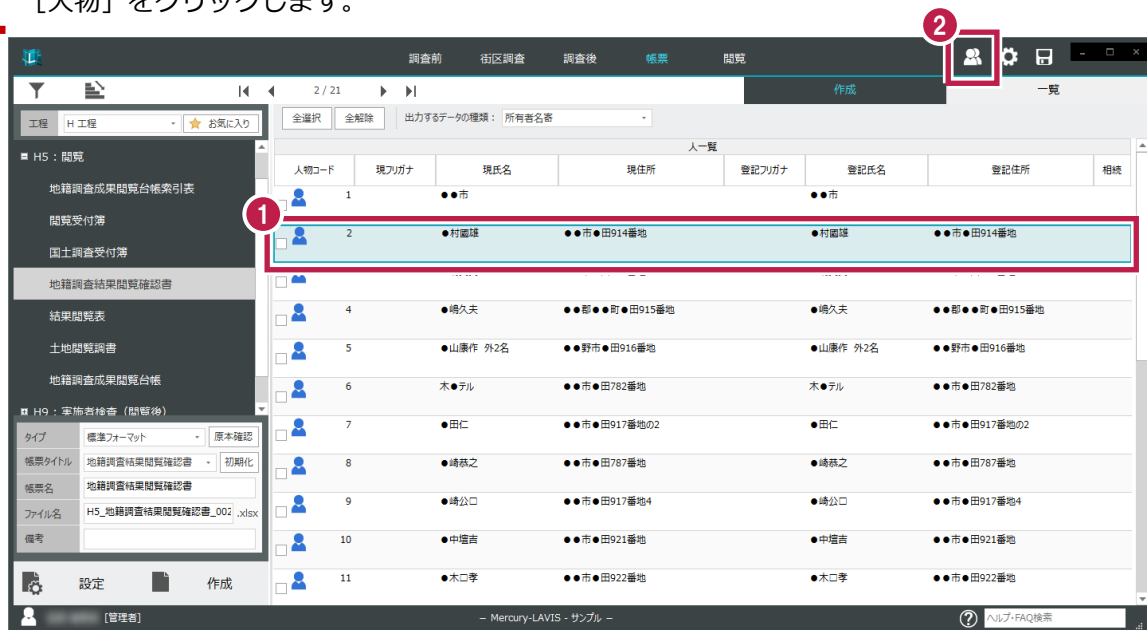 ［人物］をクリックします。
2
調査前 街区調査 調査後 帳票 閲覧
2 / 21 作成 一覧
工程 H 工程 お気に入り 全選択 全解除 出力するデータの種類： 所有者名寄
人一覧
人物コード 現フリガナ 現氏名 現住所 登記フリガナ 登記氏名 登記住所 相続
H5：閲覧
地籍調査成果閲覧台帳索引表
閲覧受付簿
国土調査受付簿
地籍調査結果閲覧確認書
結果閲覧表
土地閲覧調書
地籍調査成果閲覧台帳
H9：実施者検査（閲覧後）
1 ●●市 ●●市
1
2 ●村國雄 ●●市●田914番地 ●村國雄 ●●市●田914番地
4 ●嶋久夫 ●●郡●●町●田915番地 ●嶋久夫 ●●郡●●町●田915番地
5 ●山康作 外2名 ●●野市●田916番地 ●山康作 外2名 ●●野市●田916番地
6 木●テル ●●市●田782番地 木●テル ●●市●田782番地
7 ●田仁 ●●市●田917番地の2 ●田仁 ●●市●田917番地の2
8 ●崎恭之 ●●市●田787番地 ●崎恭之 ●●市●田787番地
9 ●崎公□ ●●市●田917番地4 ●崎公□ ●●市●田917番地4
10 ●中壇吉 ●●市●田921番地 ●中壇吉 ●●市●田921番地
11 ●木□孝 ●●市●田922番地 ●木□孝 ●●市●田922番地
タイプ 標準フォーマット 原本確認
帳票タイトル 地籍調査結果閲覧確認書 初期化
帳票名 地籍調査結果閲覧確認書
ファイル名 H5_地籍調査結果閲覧確認書_002 .xlsx
備考
設定 作成
[管理者] － Mercury-LAVIS - サンプル － ヘルプ・FAQ検索